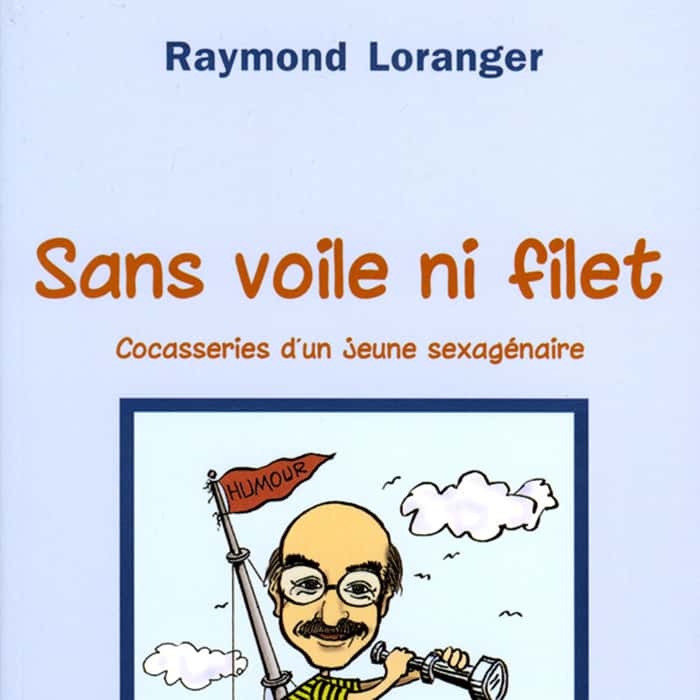 Raymond Loranger
Sans voile ni filet
Cocasseries d'un jeune sexagénaire
HUMOUR